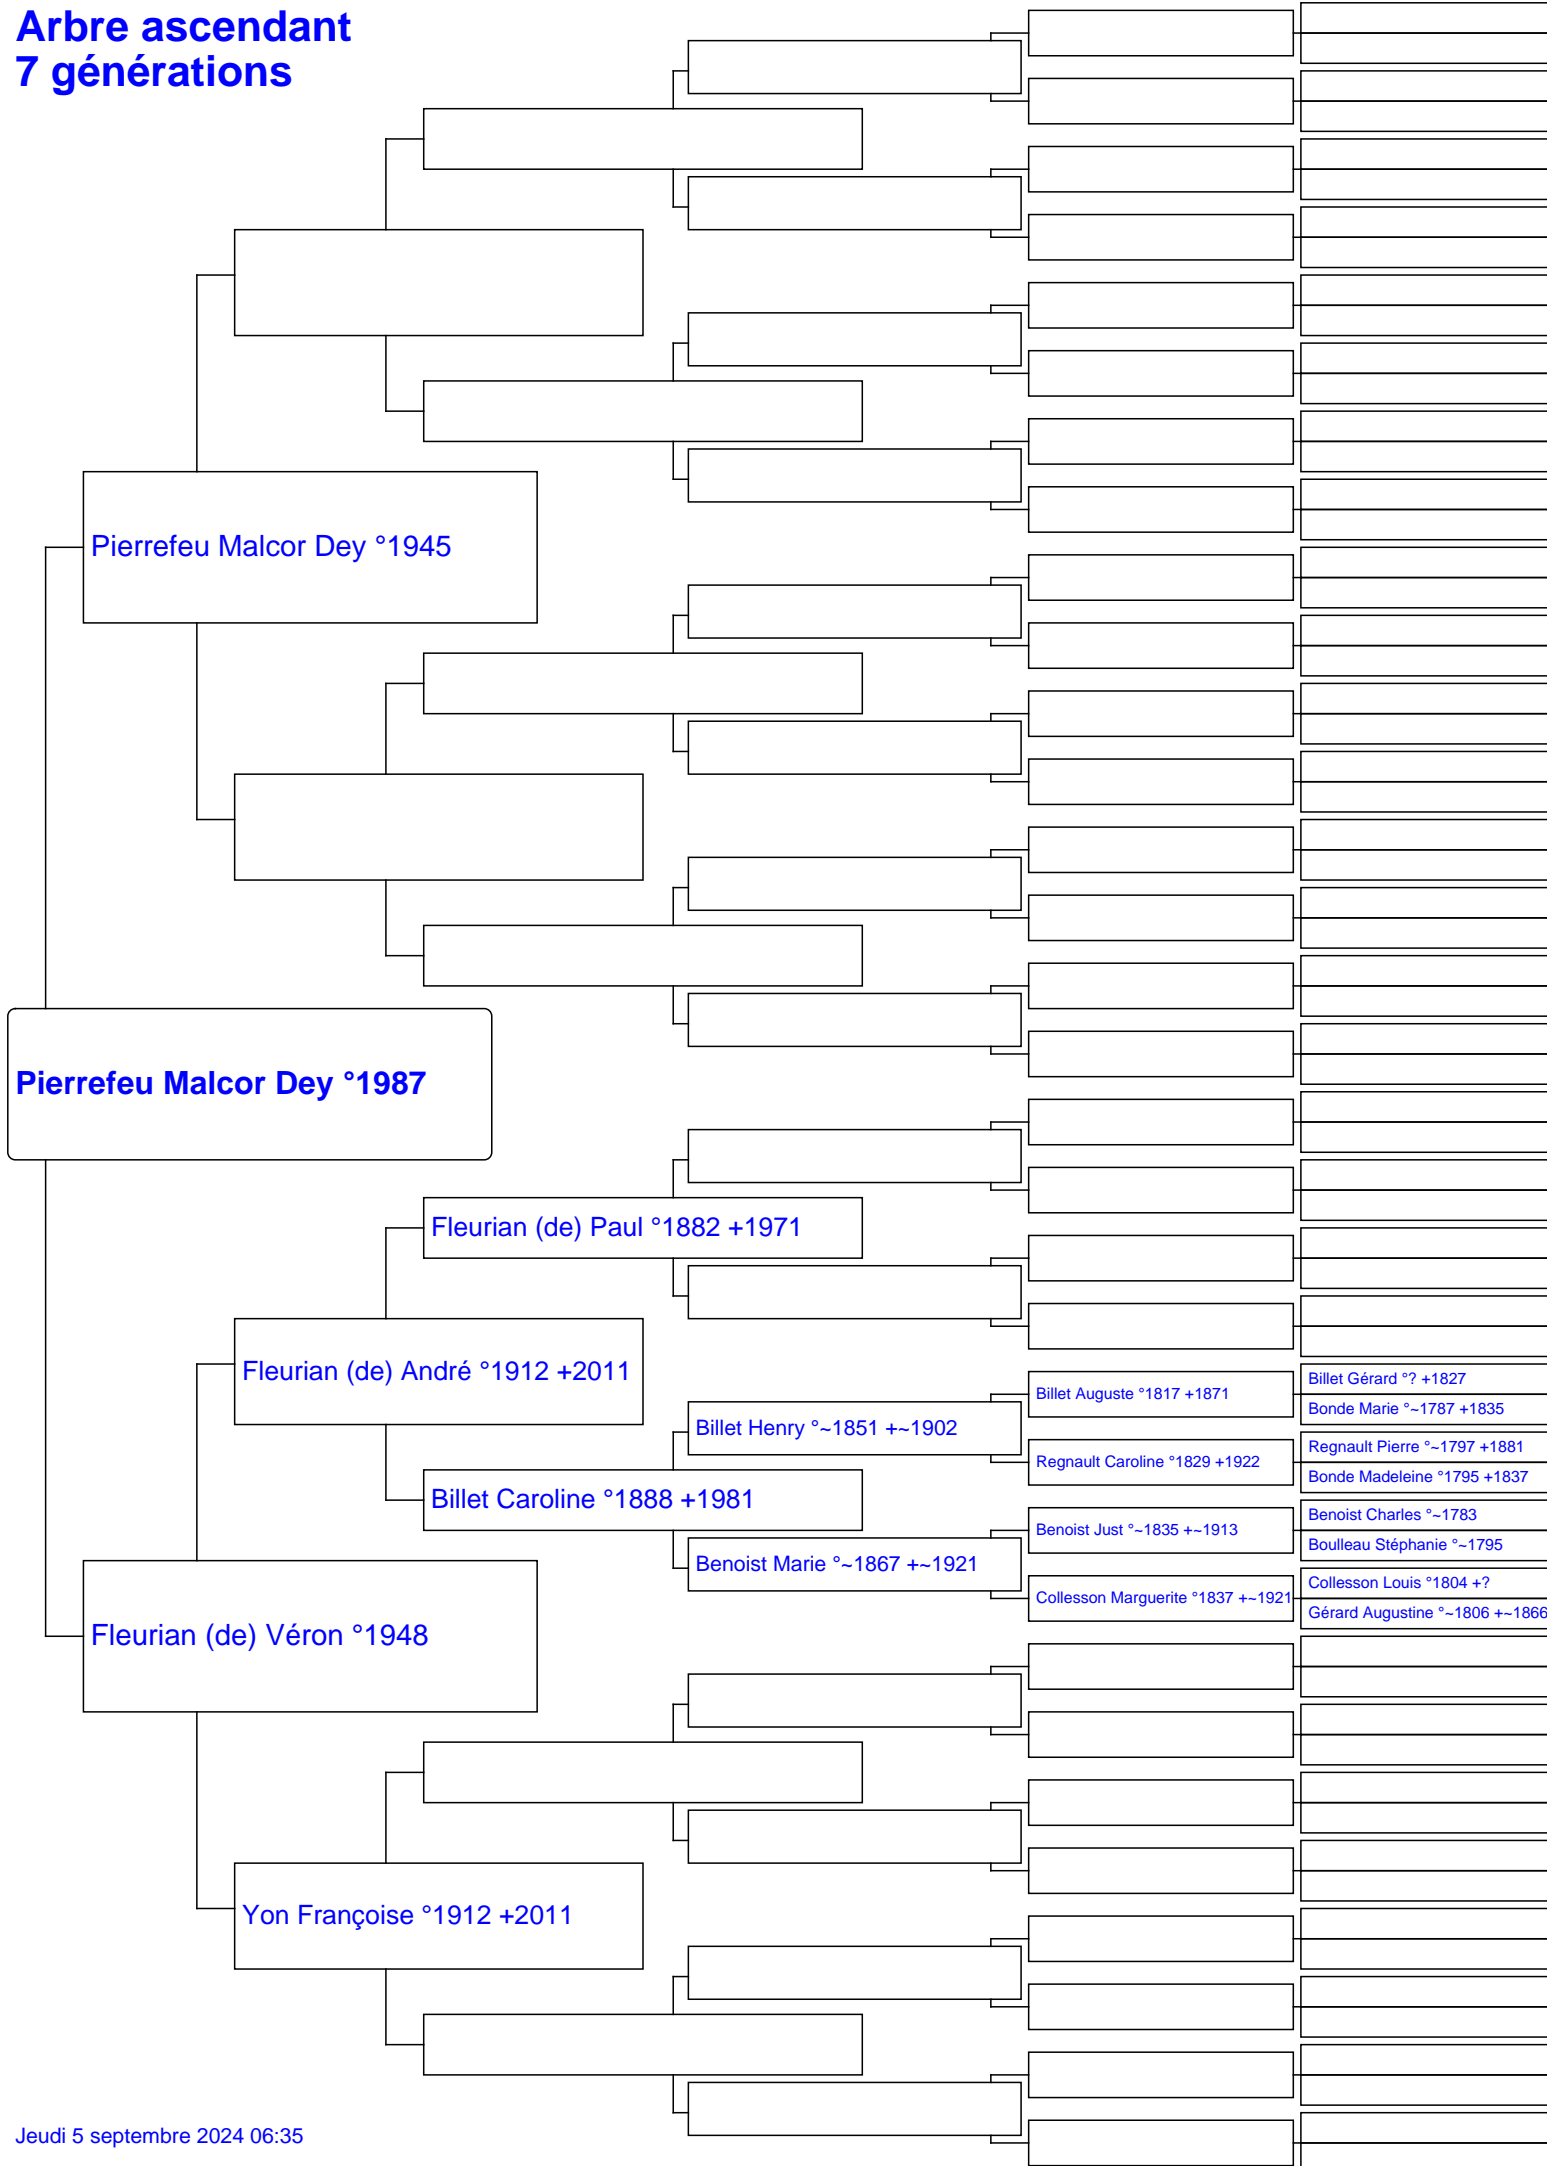 Arbre ascendant
7 générations
Pierrefeu Malcor Dey °1945
Pierrefeu Malcor Dey °1987
Fleurian (de) Paul °1882 +1971
Fleurian (de) André °1912 +2011
Billet Auguste °1817 +1871
Billet Gérard °? +1827
Bonde Marie °~1787 +1835
Billet Henry °~1851 +~1902
Regnault Caroline °1829 +1922
Regnault Pierre °~1797 +1881
Bonde Madeleine °1795 +1837
Billet Caroline °1888 +1981
Benoist Just °~1835 +~1913
Benoist Charles °~1783
Boulleau Stéphanie °~1795
Benoist Marie °~1867 +~1921
Collesson Marguerite °1837 +~1921
Collesson Louis °1804 +?
Gérard Augustine °~1806 +~1866
Fleurian (de) Véron °1948
Yon Françoise °1912 +2011
Jeudi 5 septembre 2024 06:35